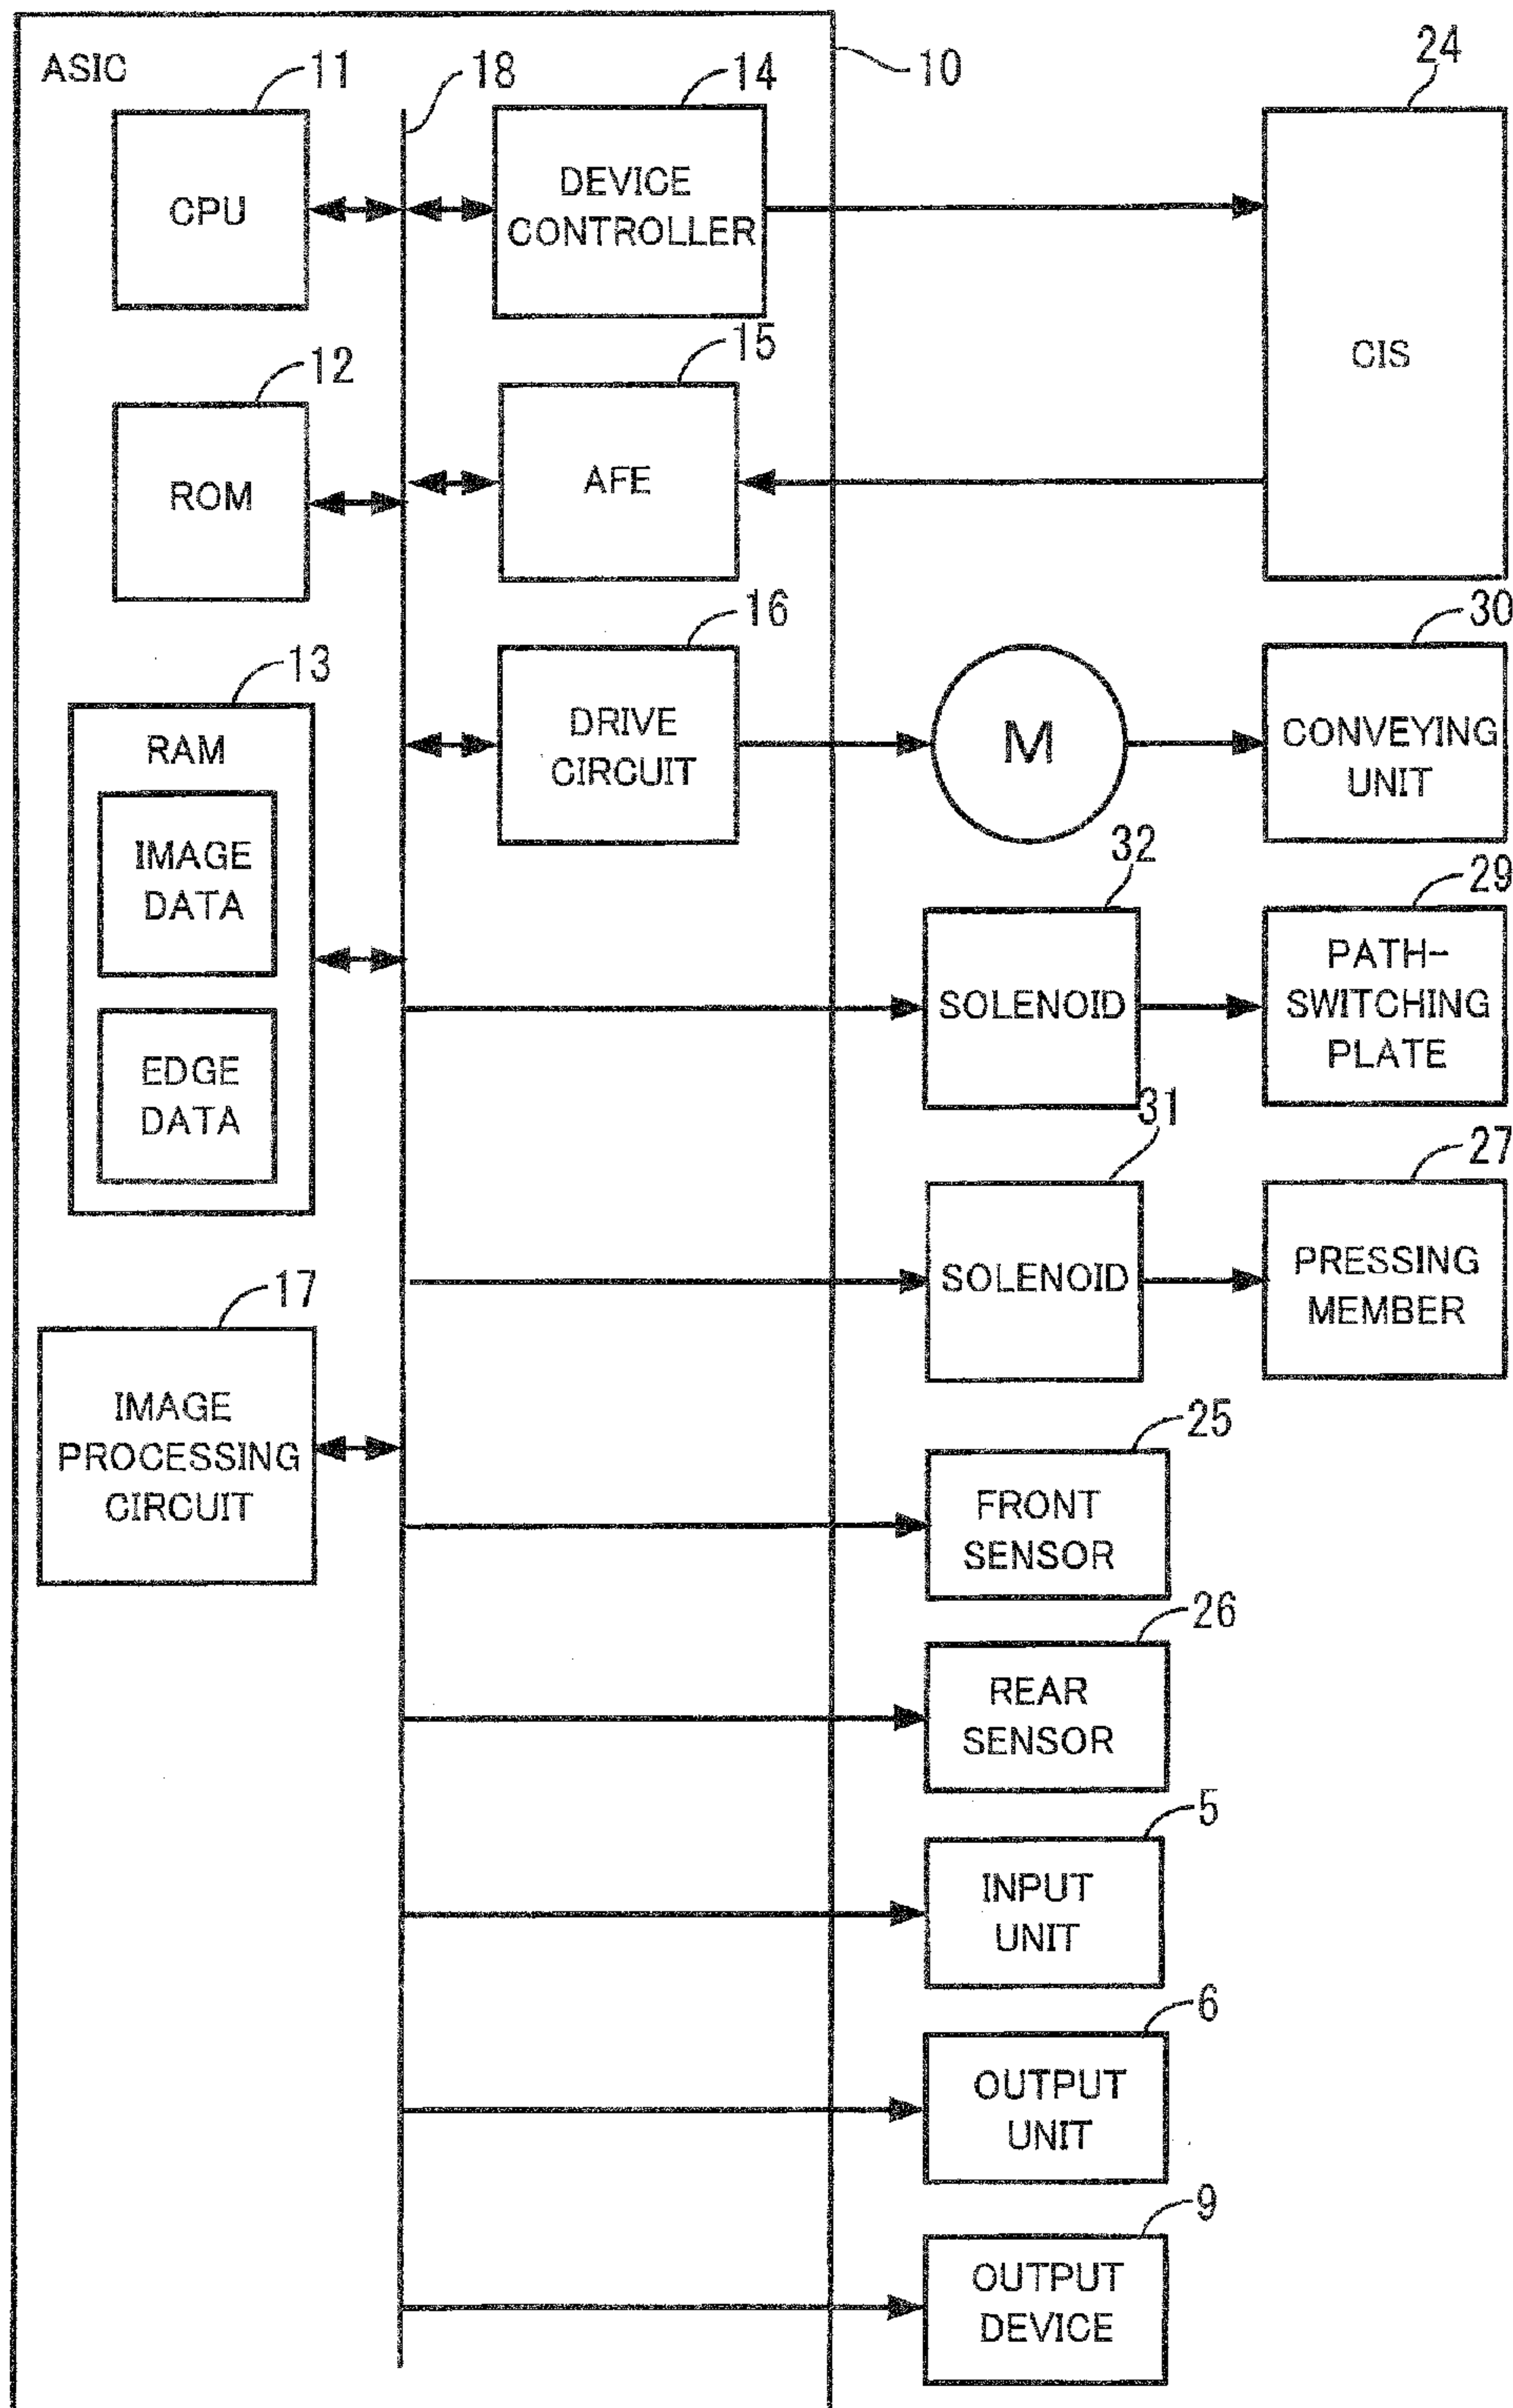 ASIC
10
11
CPU
18
14
DEVICE
CONTROLLER
24
CIS
12
ROM
15
AFE
13
RAM
IMAGE
DATA
EDGE
DATA
16
DRIVE
CIRCUIT
M
30
CONVEYING
UNIT
32
SOLENOID
29
PATH-
SWITCHING
PLATE
31
SOLENOID
27
PRESSING
MEMBER
17
IMAGE
PROCESSING
CIRCUIT
25
FRONT
SENSOR
26
REAR
SENSOR
5
INPUT
UNIT
6
OUTPUT
UNIT
9
OUTPUT
DEVICE